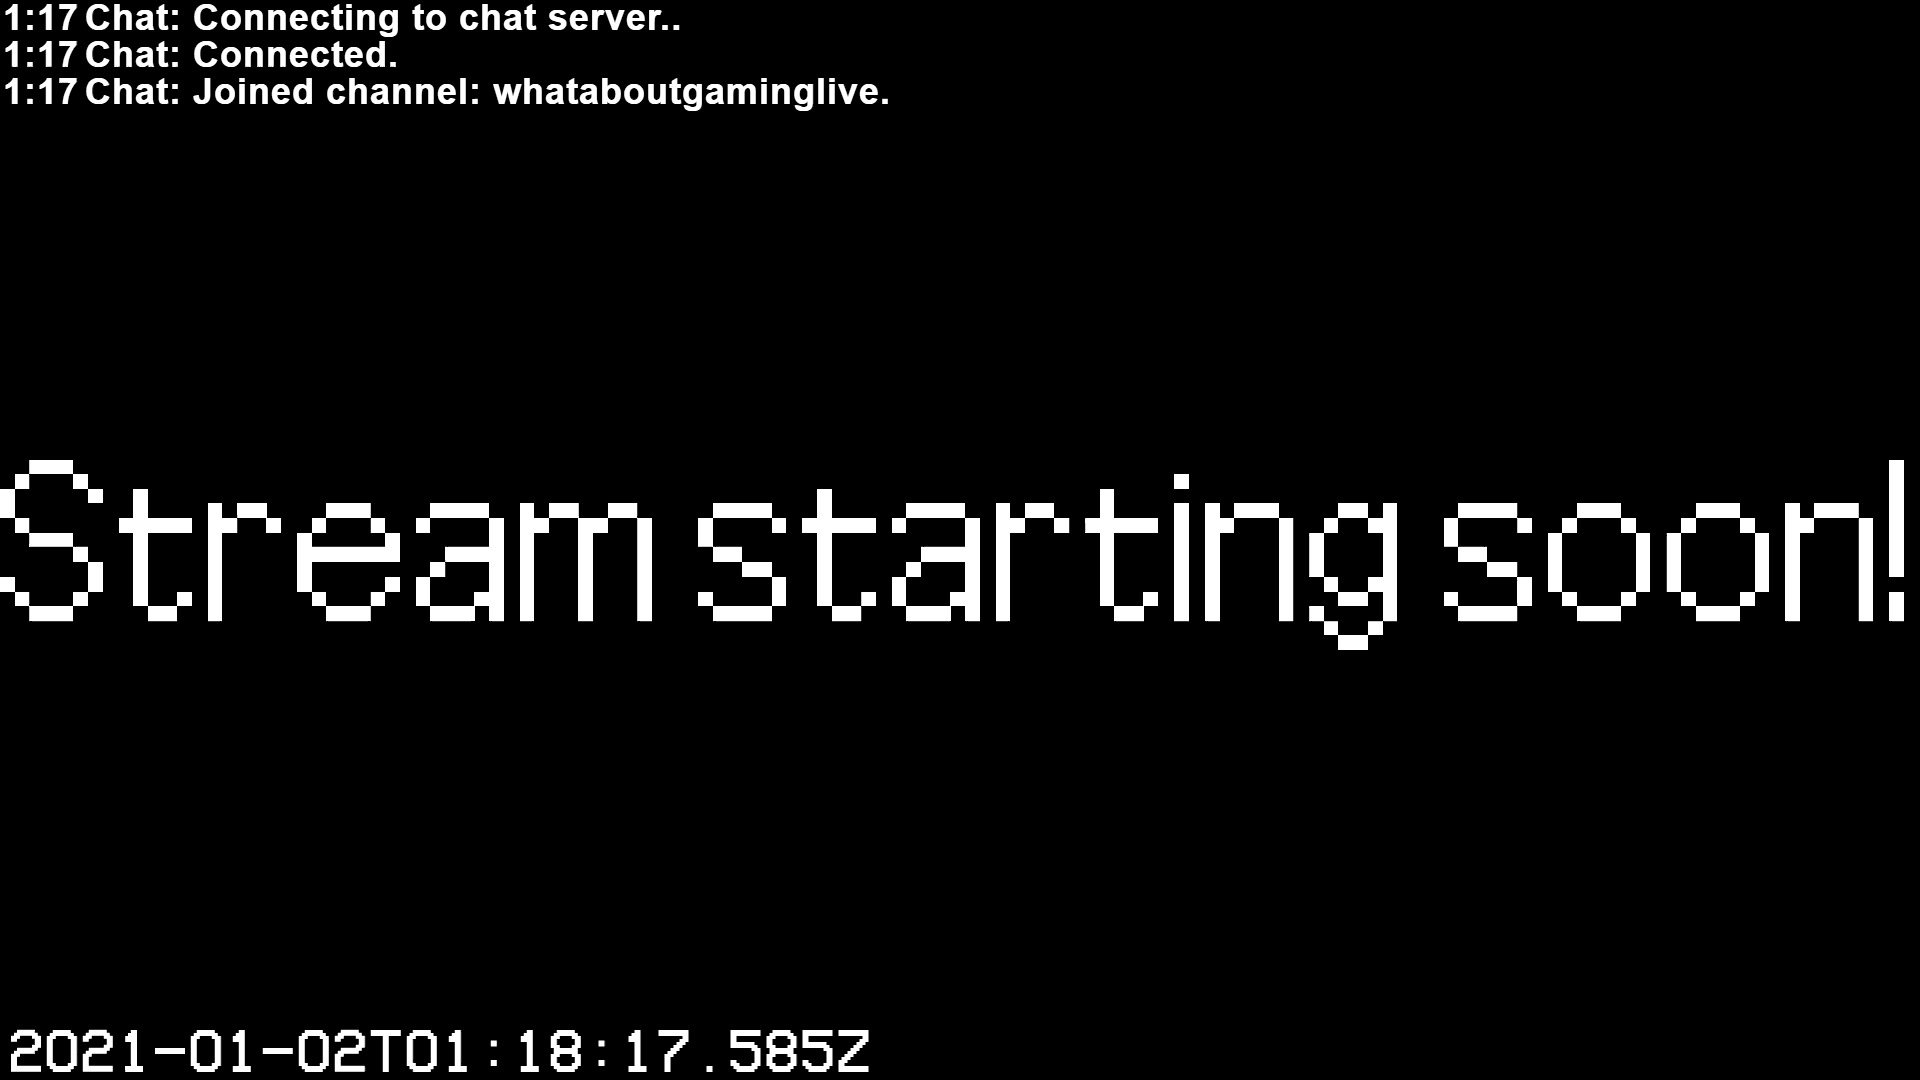 1:17 Chat: Connecting to chat server..
1:17 Chat: Connected.
1:17 Chat: Joined channel: whataboutgaminglive.
Stream starting soon!
2021-01-02T01:18:17.585Z